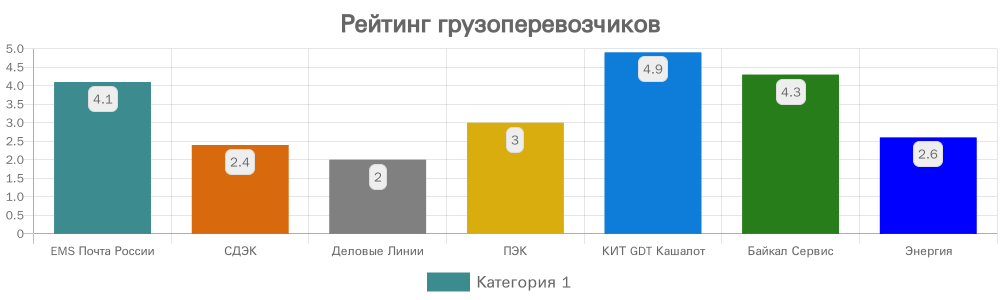 Рейтинг грузоперевозчиков
5.0
4.5
4.0
3.5
3.0
2.5
2.0
1.5
1.0
0.5
0
4.1
2.4
2
3
4.9
4.3
2.6
EMS Почта России
СДЭК
Деловые Линии
ПЭК
КИТ GDT Кашалот
Байкал Сервис
Энергия
Категория 1